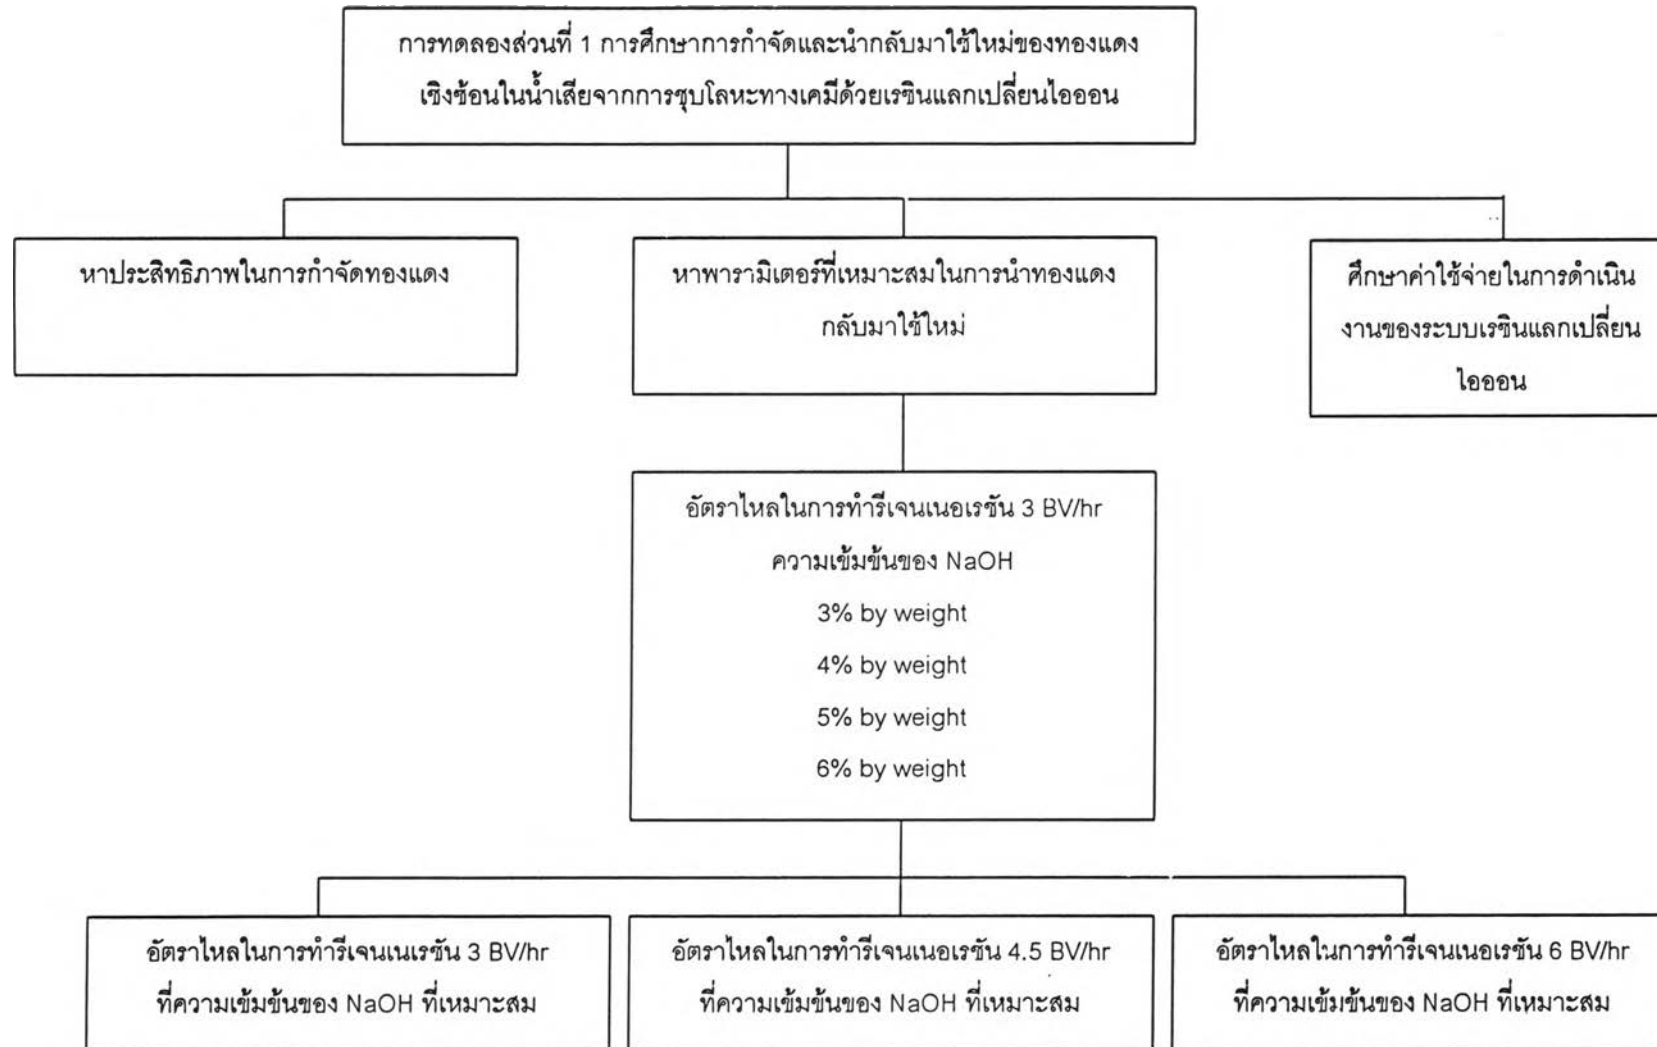 การทดลองส่วนที่ 1 การศึกษาการกำจัดและนำกลับมาใช้ใหม่ของทองแดง
เชิงซ้อนในน้ำเสียจากการชุบโลหะทางเคมีด้วยเรซินแลกเปลี่ยนไอออน
หาประสิทธิภาพในการกำจัดทองแดง
หาพารามิเตอร์ที่เหมาะสมในการนำทองแดง
กลับมาใช้ใหม่
ศึกษาค่าใช้จ่ายในการดำเนิน
งานของระบบเรซินแลกเปลี่ยน
ไอออน
อัตราไหลในการทำรีเจนเนอเรชัน 3 BV/hr
ความเข้มข้นของ NaOH
3% by weight
4% by weight
5% by weight
6% by weight
อัตราไหลในการทำรีเจนเนเรชัน 3 BV/hr
ที่ความเข้มข้นของ NaOH ที่เหมาะสม
อัตราไหลในการทำรีเจนเนอเรชัน 4.5 BV/hr
ที่ความเข้มข้นของ NaOH ที่เหมาะสม
อัตราไหลในการทำรีเจนเนอเรชัน 6 BV/hr
ที่ความเข้มข้นของ NaOH ที่เหมาะสม